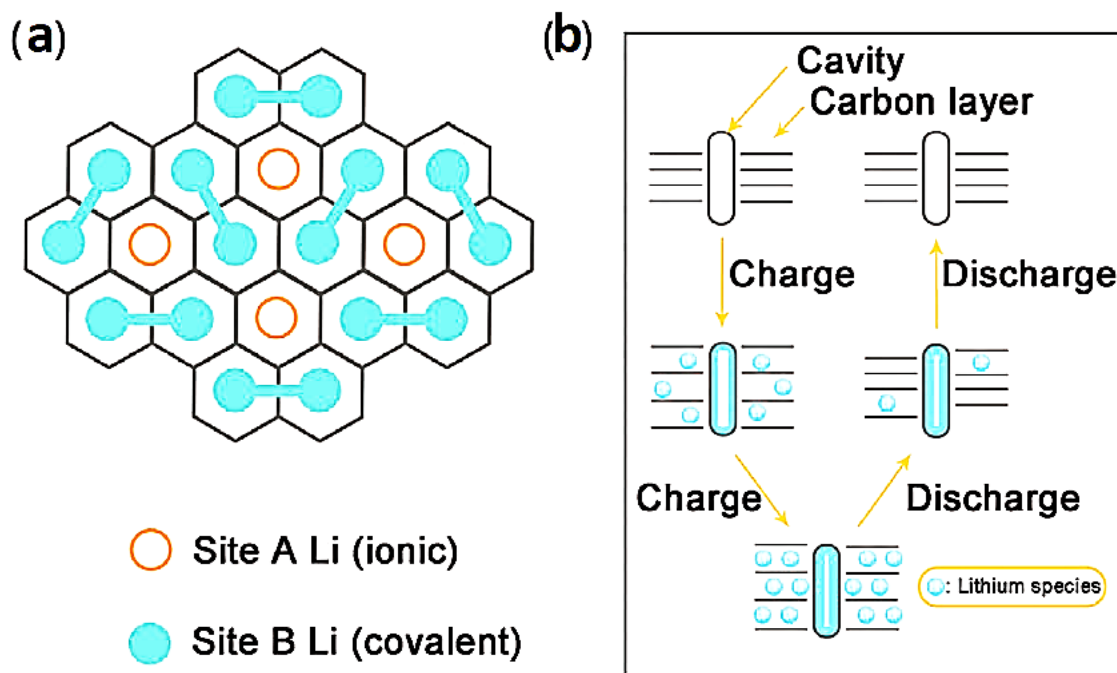 (a)
Site A Li (ionic)
Site B Li (covalent)
(b)
Cavity
Carbon layer
Charge
Discharge
Charge
Discharge
: Lithium species